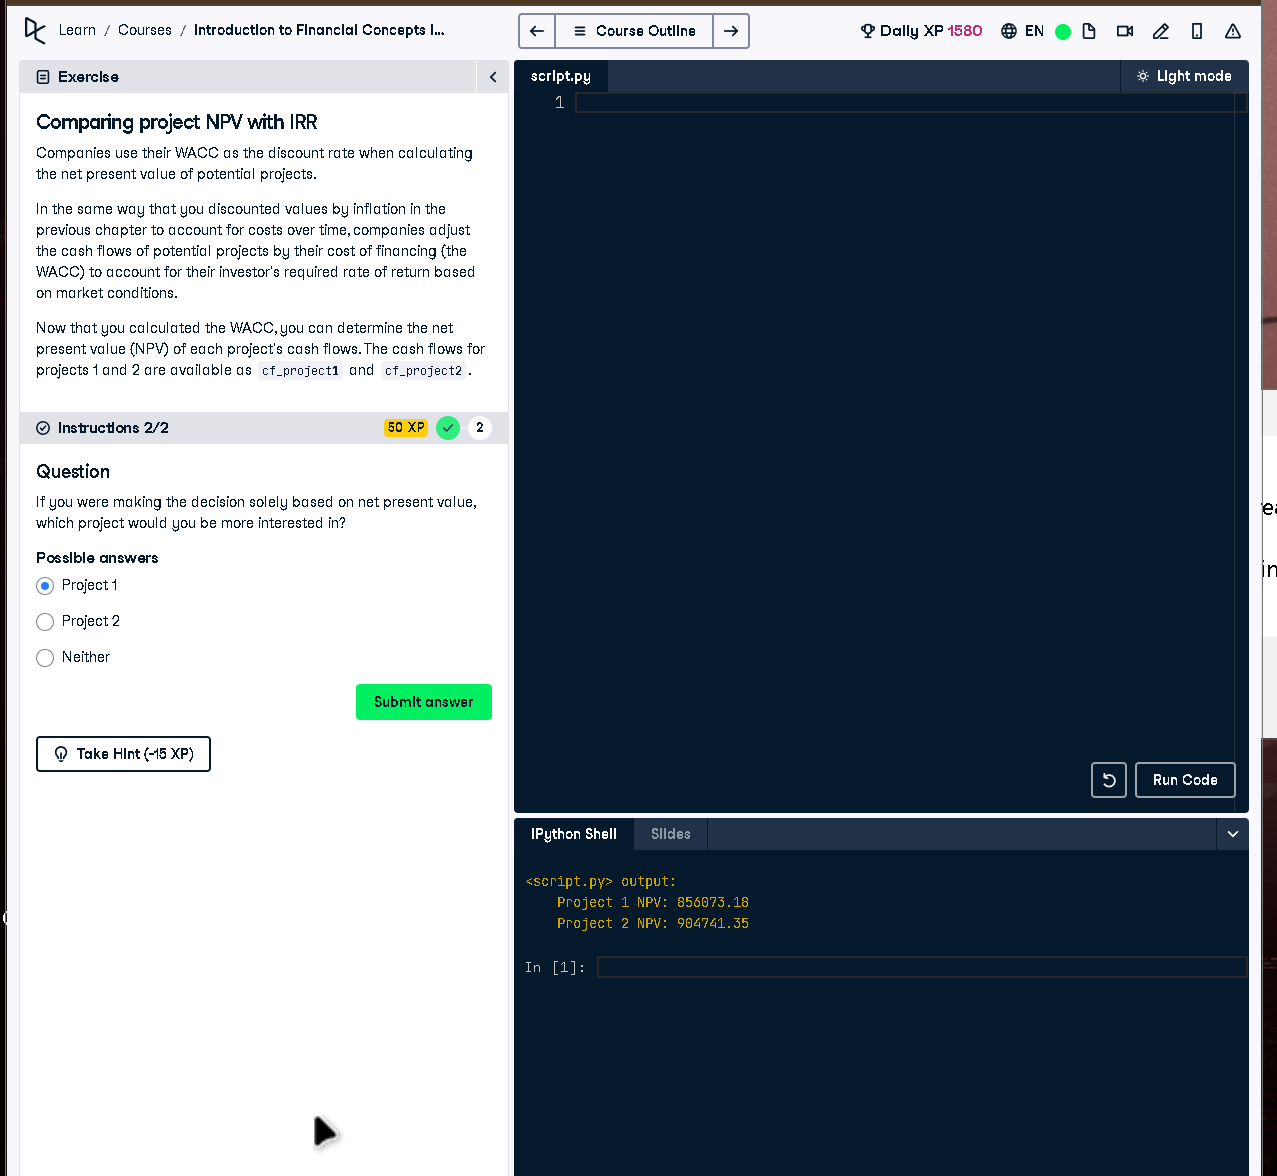 Learn / Courses / Introduction to Financial Concepts I...
Course Outline
Daily XP 1580
EN
Exercise
Comparing project NPV with IRR
Companies use their WACC as the discount rate when calculating
the net present value of potential projects.
In the same way that you discounted values by inflation in the
previous chapter to account for costs over time, companies adjust
the cash flows of potential projects by their cost of financing (the
WACC) to account for their investor's required rate of return based
on market conditions.
Now that you calculated the WACC, you can determine the net
present value (NPV) of each project's cash flows. The cash flows for
projects 1 and 2 are available as cf_project1 and cf_project2 .
Instructions 2/2
50 XP
2
Question
If you were making the decision solely based on net present value,
which project would you be more interested in?
Possible answers
Project 1
Project 2
Neither
Submit answer
Take Hint (-15 XP)
script.py
Light mode
1
Run Code
IPython Shell
Slides
<script.py> output:
Project 1 NPV: 856073.18
Project 2 NPV: 904741.35
In [1]: